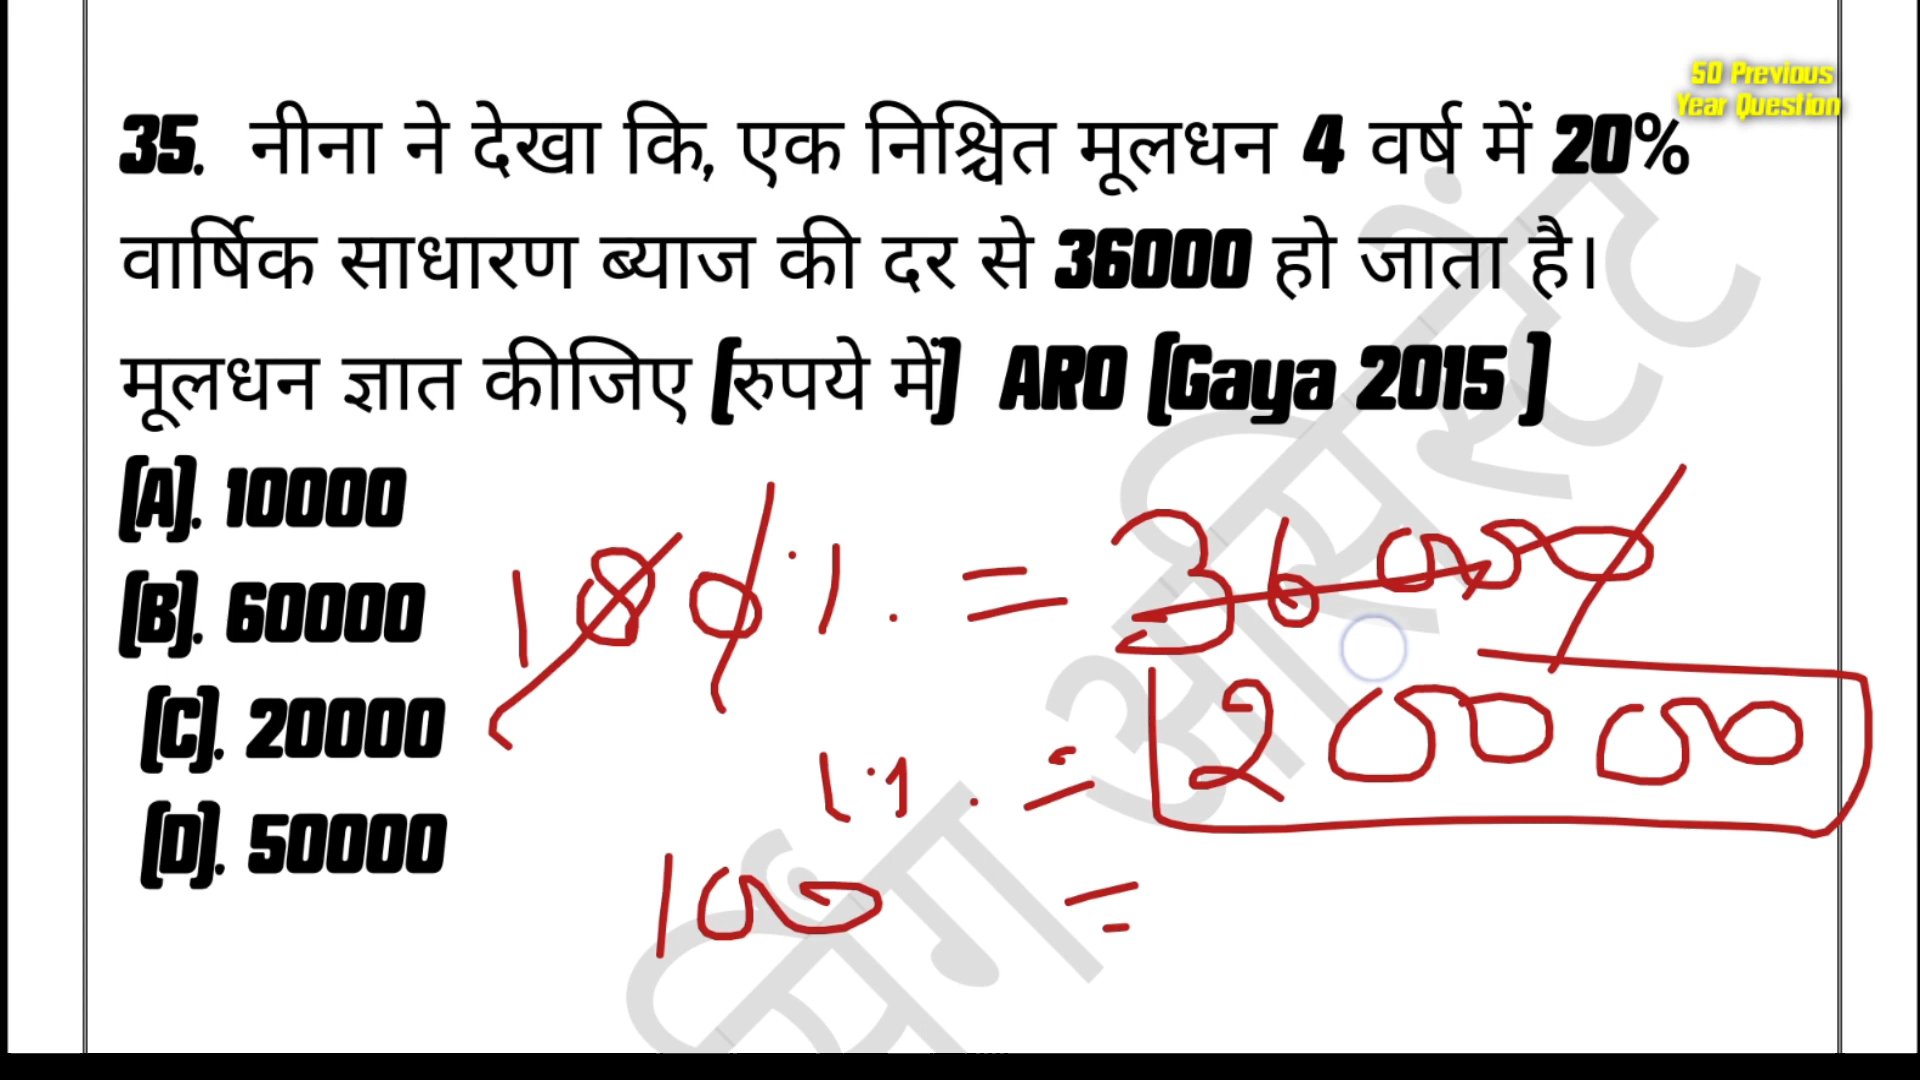 50 Previous
Year Question
35. नीना ने देखा कि, एक निश्चित मूलधन 4 वर्ष में 20%
वार्षिक साधारण ब्याज की दर से 36000 हो जाता है।
मूलधन ज्ञात कीजिए (रुपये में) ARO (Gaya 2015 )
(A). 10000
(B). 60000
(C). 20000
(D). 50000
180% = 36000
1% = 20000
100 =